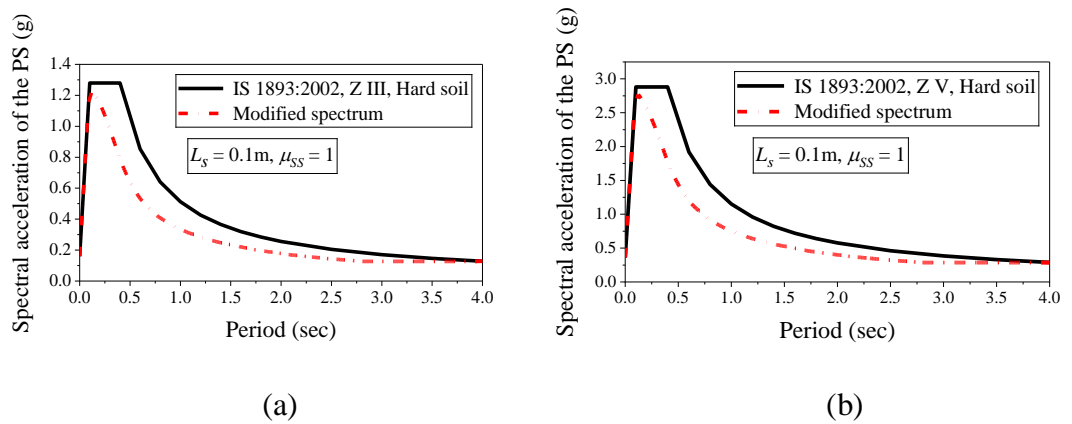 Spectral acceleration of the PS (g)
1.4
1.2
1.0
0.8
0.6
0.4
0.2
0.0
IS 1893:2002, Z III, Hard soil
Modified spectrum
L_s = 0.1m, μ_SS = 1
0.0 0.5 1.0 1.5 2.0 2.5 3.0 3.5 4.0
Period (sec)
(a)
Spectral acceleration of the PS (g)
3.0
2.5
2.0
1.5
1.0
0.5
0.0
IS 1893:2002, Z V, Hard soil
Modified spectrum
L_s = 0.1m, μ_SS = 1
0.0 0.5 1.0 1.5 2.0 2.5 3.0 3.5 4.0
Period (sec)
(b)